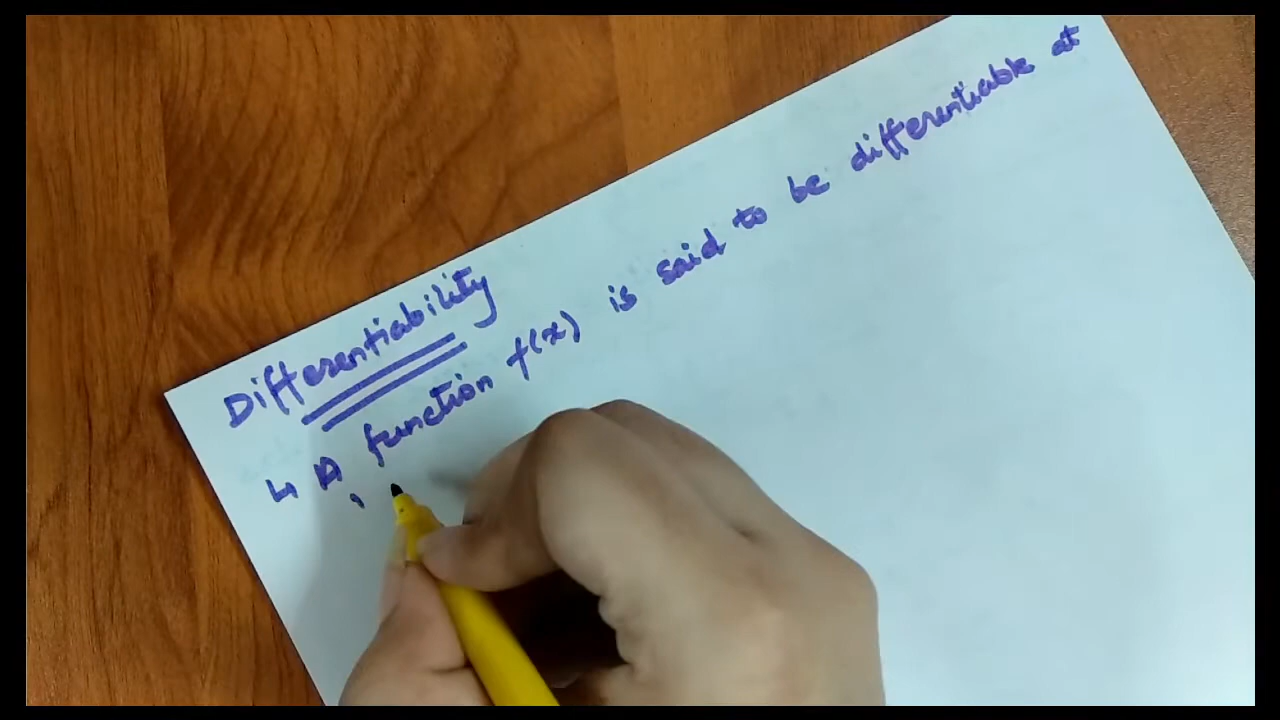 Differentiability
↳ A function f(x) is said to be differentiable at